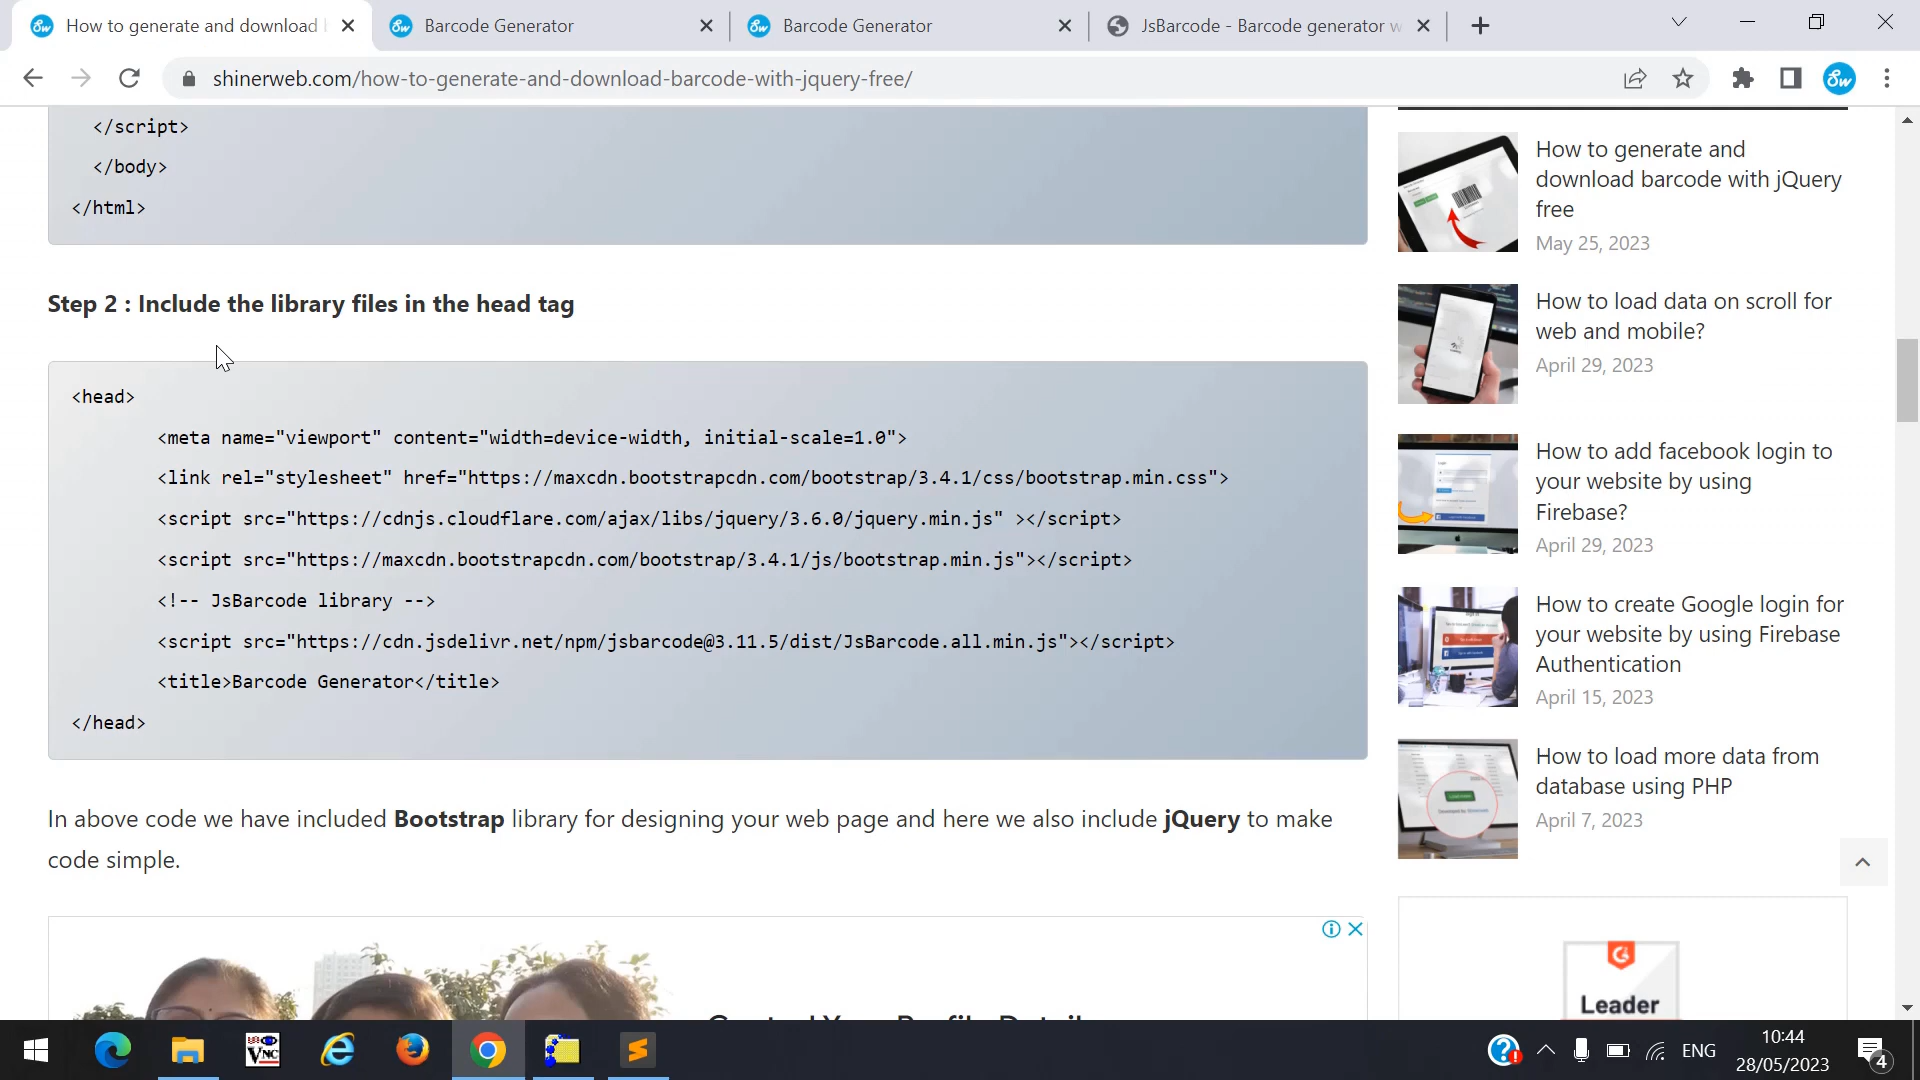 How to generate and download
Barcode Generator
Barcode Generator
JsBarcode - Barcode generator w
shinerweb.com/how-to-generate-and-download-barcode-with-jquery-free/
</script>
</body>
</html>
Step 2 : Include the library files in the head tag
<head>
<meta name="viewport" content="width=device-width, initial-scale=1.0">
<link rel="stylesheet" href="https://maxcdn.bootstrapcdn.com/bootstrap/3.4.1/css/bootstrap.min.css">
<script src="https://cdnjs.cloudflare.com/ajax/libs/jquery/3.6.0/jquery.min.js" ></script>
<script src="https://maxcdn.bootstrapcdn.com/bootstrap/3.4.1/js/bootstrap.min.js"></script>
<!-- JsBarcode library -->
<script src="https://cdn.jsdelivr.net/npm/jsbarcode@3.11.5/dist/JsBarcode.all.min.js"></script>
<title>Barcode Generator</title>
</head>
In above code we have included Bootstrap library for designing your web page and here we also include jQuery to make
code simple.
How to generate and
download barcode with jQuery
free
May 25, 2023
How to load data on scroll for
web and mobile?
April 29, 2023
How to add facebook login to
your website by using
Firebase?
April 29, 2023
How to create Google login for
your website by using Firebase
Authentication
April 15, 2023
How to load more data from
database using PHP
April 7, 2023
Leader
ENG
10:44
28/05/2023
4